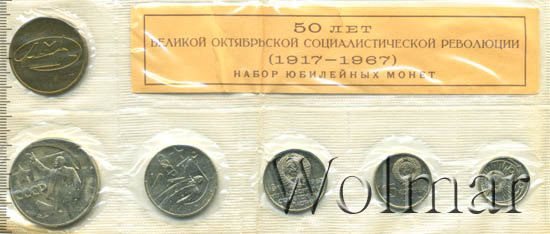 50 ЛЕТ
ВЕЛИКОЙ ОКТЯБРЬСКОЙ СОЦИАЛИСТИЧЕСКОЙ РЕВОЛЮЦИИ
(1917—1967)
НАБОР ЮБИЛЕЙНЫХ МОНЕТ
Wolmar